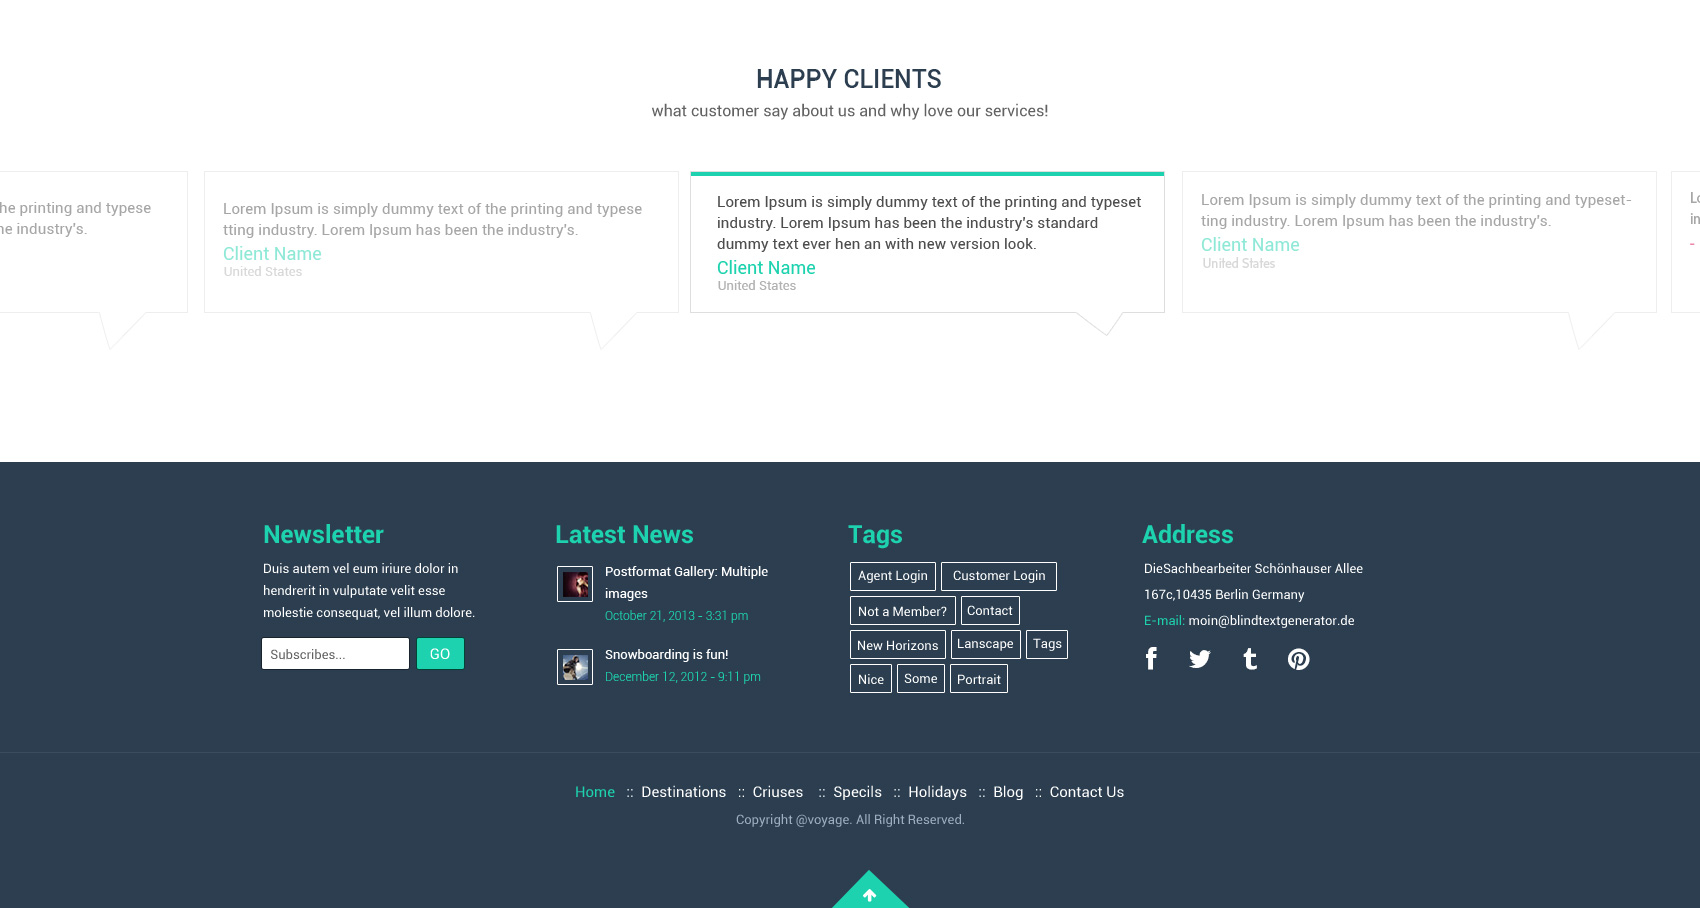 HAPPY CLIENTS
what customer say about us and why love our services!
he printing and typese
ne industry's.
Lorem Ipsum is simply dummy text of the printing and typese
tting industry. Lorem Ipsum has been the industry's.
Client Name
United States
Lorem Ipsum is simply dummy text of the printing and typeset
industry. Lorem Ipsum has been the industry's standard
dummy text ever hen an with new version look.
Client Name
United States
Lorem Ipsum is simply dummy text of the printing and typeset-
ting industry. Lorem Ipsum has been the industry's.
Client Name
United States
Lo
in
-
Newsletter
Duis autem vel eum iriure dolor in
hendrerit in vulputate velit esse
molestie consequat, vel illum dolore.
Subscribes...
GO
Latest News
Postformat Gallery: Multiple
images
October 21, 2013 - 3:31 pm
Snowboarding is fun!
December 12, 2012 - 9:11 pm
Tags
Agent Login
Customer Login
Not a Member?
Contact
New Horizons
Lanscape
Tags
Nice
Some
Portrait
Address
DieSachbearbeiter Schönhauser Allee
167c,10435 Berlin Germany
E-mail: moin@blindtextgenerator.de
Home :: Destinations :: Criuses :: Specils :: Holidays :: Blog :: Contact Us
Copyright @voyage. All Right Reserved.